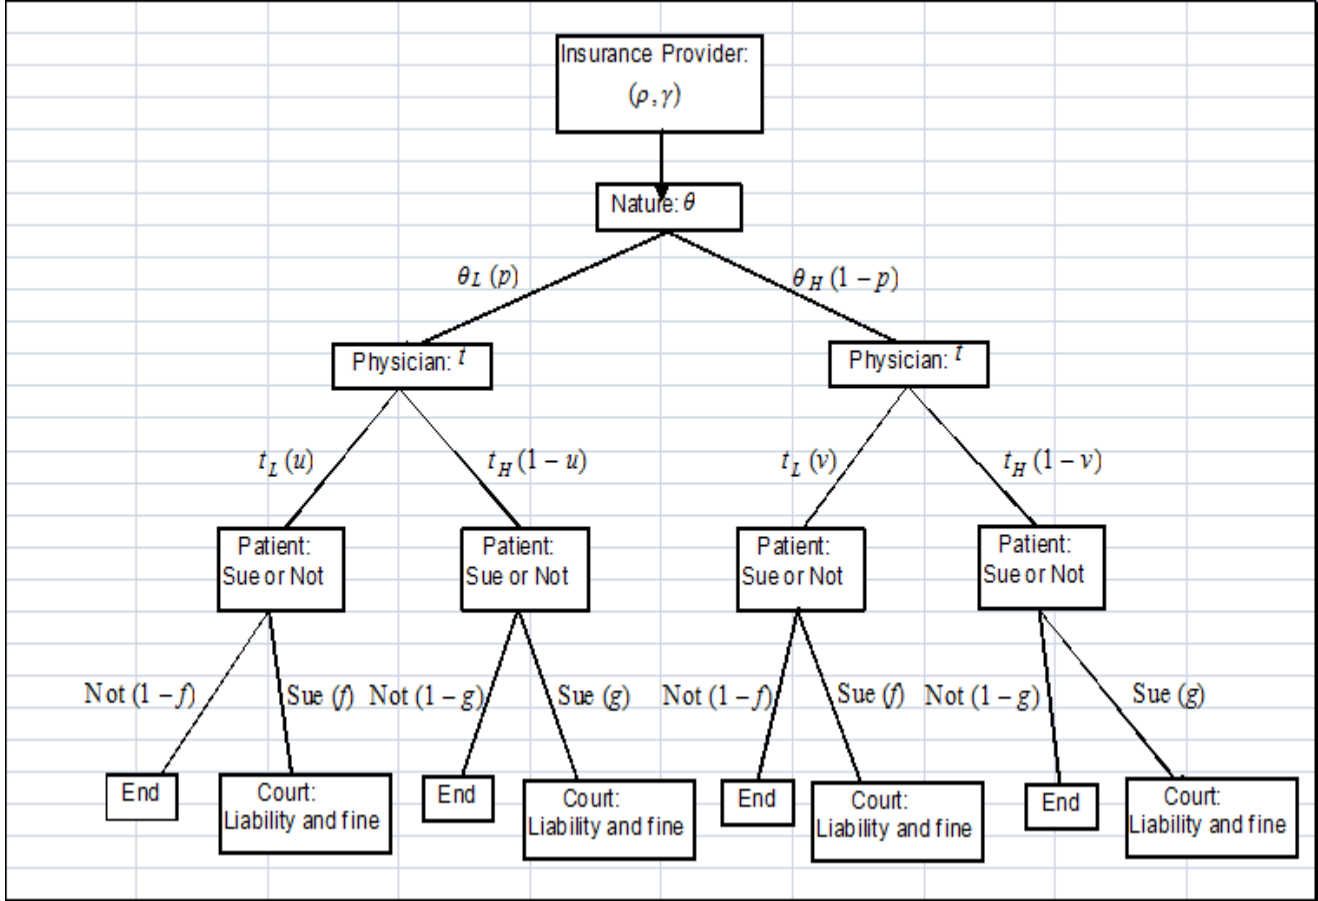 Insurance Provider:
(ρ, γ)
Nature: θ
θ_L (p)
θ_H (1 − p)
Physician: t
Physician: t
t_L (u)
t_H (1 − u)
t_L (v)
t_H (1 − v)
Patient:
Sue or Not
Patient:
Sue or Not
Patient:
Sue or Not
Patient:
Sue or Not
Not (1 − f)
Sue (f)
Not (1 − g)
Sue (g)
Not (1 − f)
Sue (f)
Not (1 − g)
Sue (g)
End
Court:
Liability and fine
End
Court:
Liability and fine
End
Court:
Liability and fine
End
Court:
Liability and fine